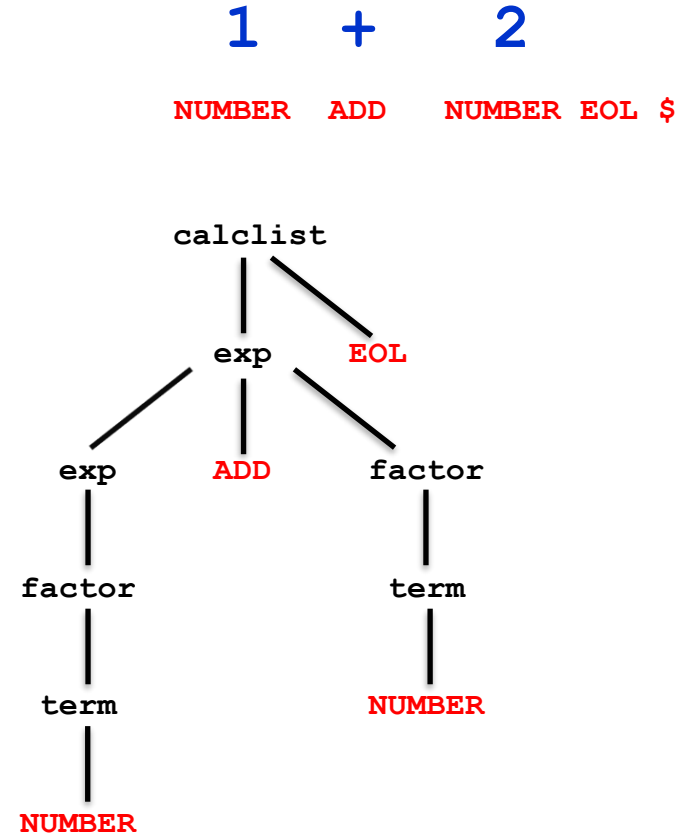 1 + 2
NUMBER ADD NUMBER EOL $
calclist
exp EOL
exp ADD factor
factor term
term NUMBER
NUMBER